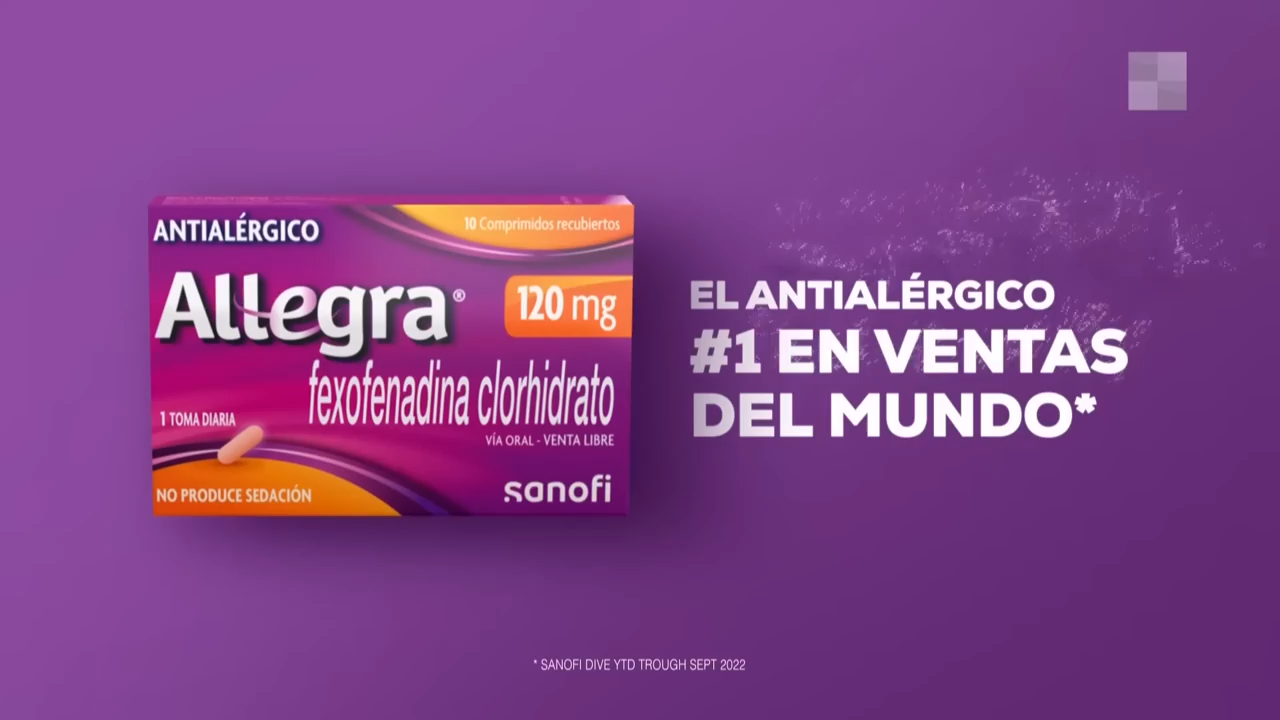 ANTIALÉRGICO
10 Comprimidos recubiertos
Allegra®
120 mg
fexofenadina clorhidrato
1 TOMA DIARIA
VÍA ORAL - VENTA LIBRE
NO PRODUCE SEDACIÓN
sanofi
EL ANTIALÉRGICO
#1 EN VENTAS
DEL MUNDO*
* SANOFI DIVE YTD TROUGH SEPT 2022